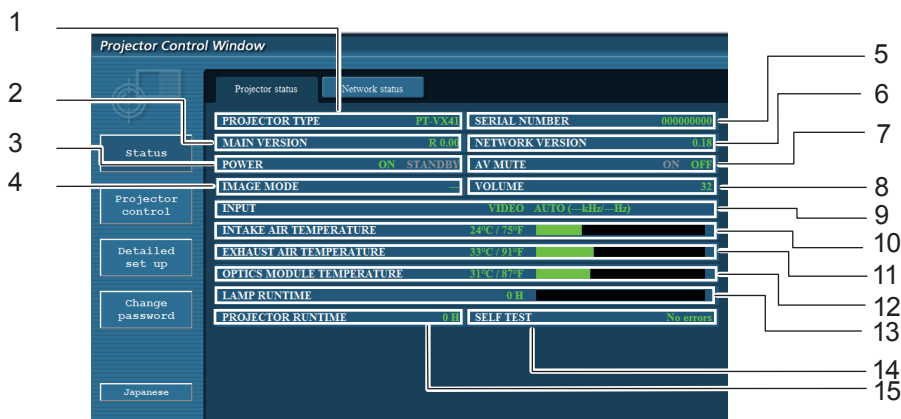 1
Projector Control Window
5
2
Projector status Network status
6
3
PROJECTOR TYPE PT-VX41 SERIAL NUMBER 000000000
7
Status
MAIN VERSION R 0.00 NETWORK VERSION 0.18
4
POWER ON STANDBY AV MUTE ON OFF
8
IMAGE MODE --- VOLUME 32
Projector
control
INPUT VIDEO AUTO (---kHz/---Hz)
9
INTAKE AIR TEMPERATURE 24°C / 75°F
10
Detailed
set up
EXHAUST AIR TEMPERATURE 33°C / 91°F
11
OPTICS MODULE TEMPERATURE 31°C / 87°F
12
Change
password
LAMP RUNTIME 0 H
13
PROJECTOR RUNTIME 0 H SELF TEST No errors
14
15
Japanese